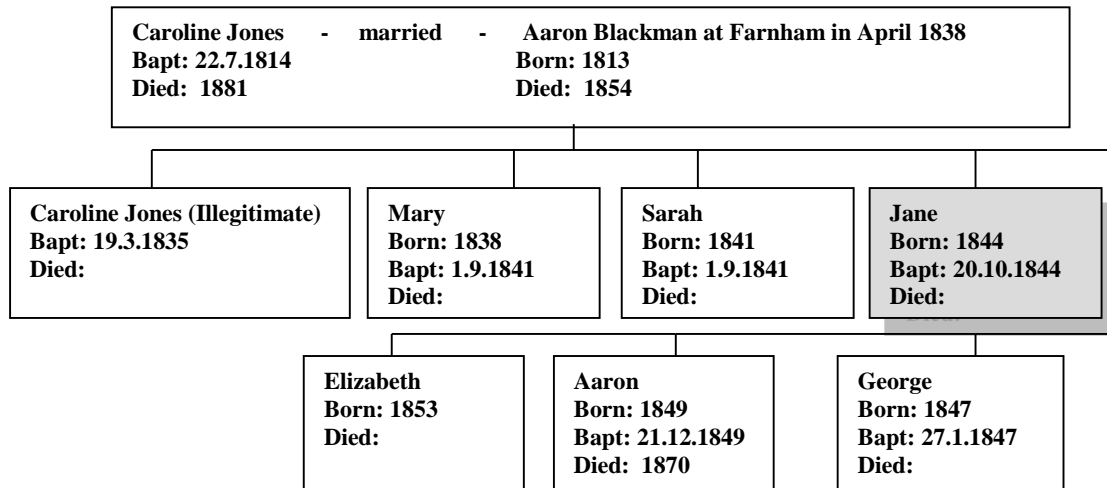 Caroline Jones - married - Aaron Blackman at Farnham in April 1838
Bapt: 22.7.1814 Born: 1813
Died: 1881 Died: 1854
Caroline Jones (Illegitimate)
Bapt: 19.3.1835
Died:
Mary
Born: 1838
Bapt: 1.9.1841
Died:
Sarah
Born: 1841
Bapt: 1.9.1841
Died:
Jane
Born: 1844
Bapt: 20.10.1844
Died:
Died:
Elizabeth
Born: 1853
Died:
Aaron
Born: 1849
Bapt: 21.12.1849
Died: 1870
George
Born: 1847
Bapt: 27.1.1847
Died: